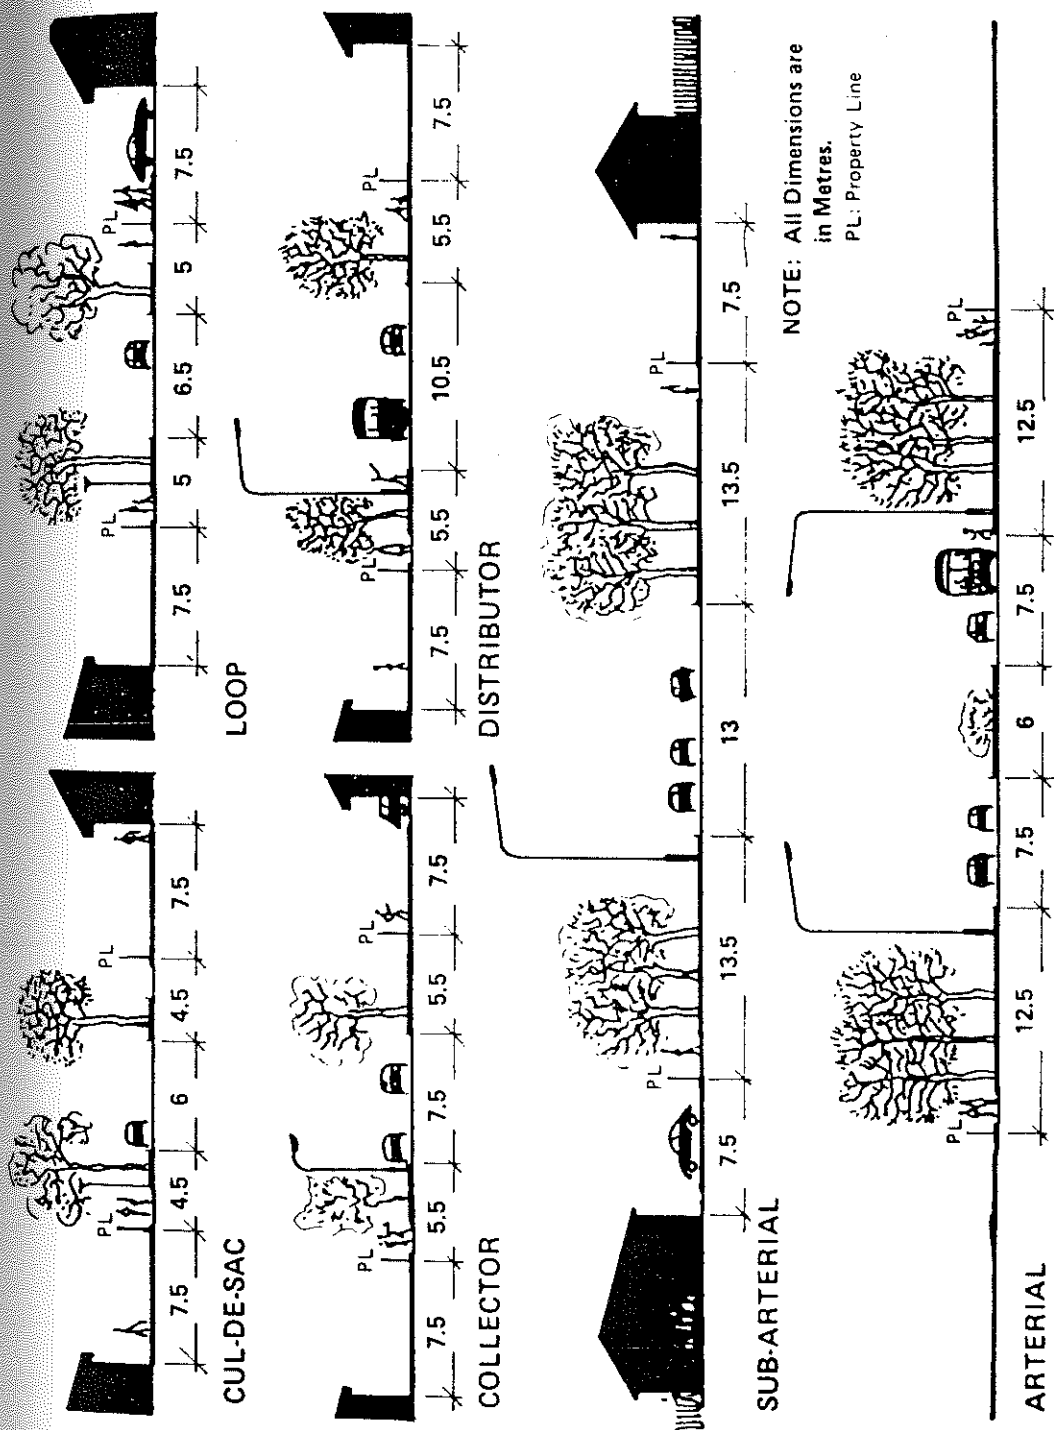 PL
PL
7.5
4.5
6
4.5
7.5
CUL-DE-SAC
PL
PL
7.5
5
6.5
5
7.5
LOOP
PL
PL
7.5
5.5
7.5
5.5
7.5
COLLECTOR
PL
PL
7.5
5.5
10.5
5.5
7.5
DISTRIBUTOR
PL
PL
7.5
13.5
13
13.5
7.5
SUB-ARTERIAL
NOTE: All Dimensions are
in Metres.
PL: Property Line
PL
PL
12.5
7.5
6
7.5
12.5
ARTERIAL